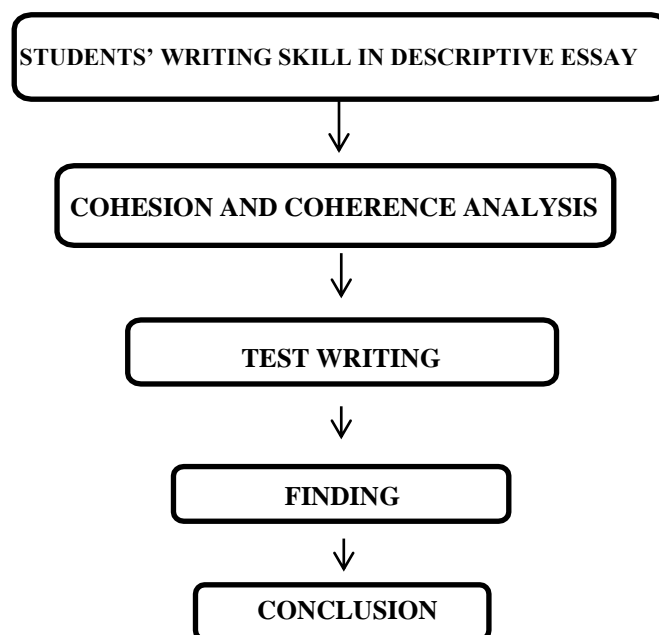 STUDENTS’ WRITING SKILL IN DESCRIPTIVE ESSAY
COHESION AND COHERENCE ANALYSIS
TEST WRITING
FINDING
CONCLUSION